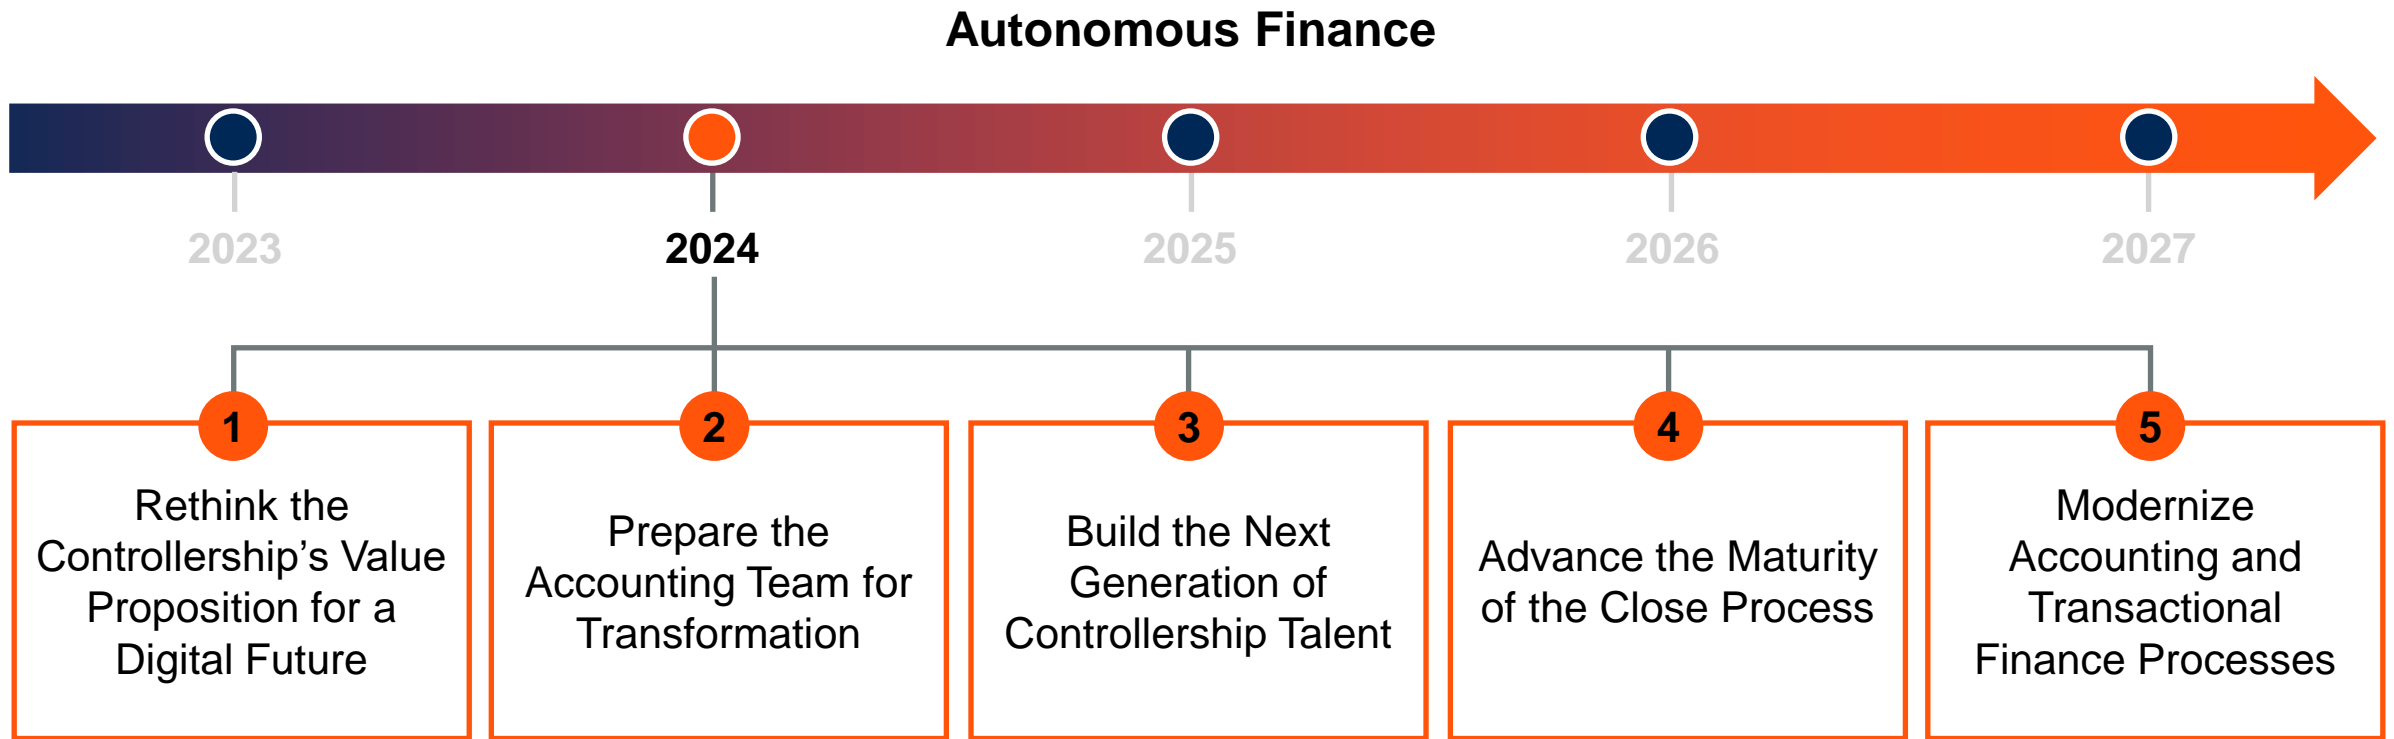 Autonomous Finance
2023
2024
2025
2026
2027
1
Rethink the
Controllership’s Value
Proposition for a
Digital Future
2
Prepare the
Accounting Team for
Transformation
3
Build the Next
Generation of
Controllership Talent
4
Advance the Maturity
of the Close Process
5
Modernize
Accounting and
Transactional
Finance Processes